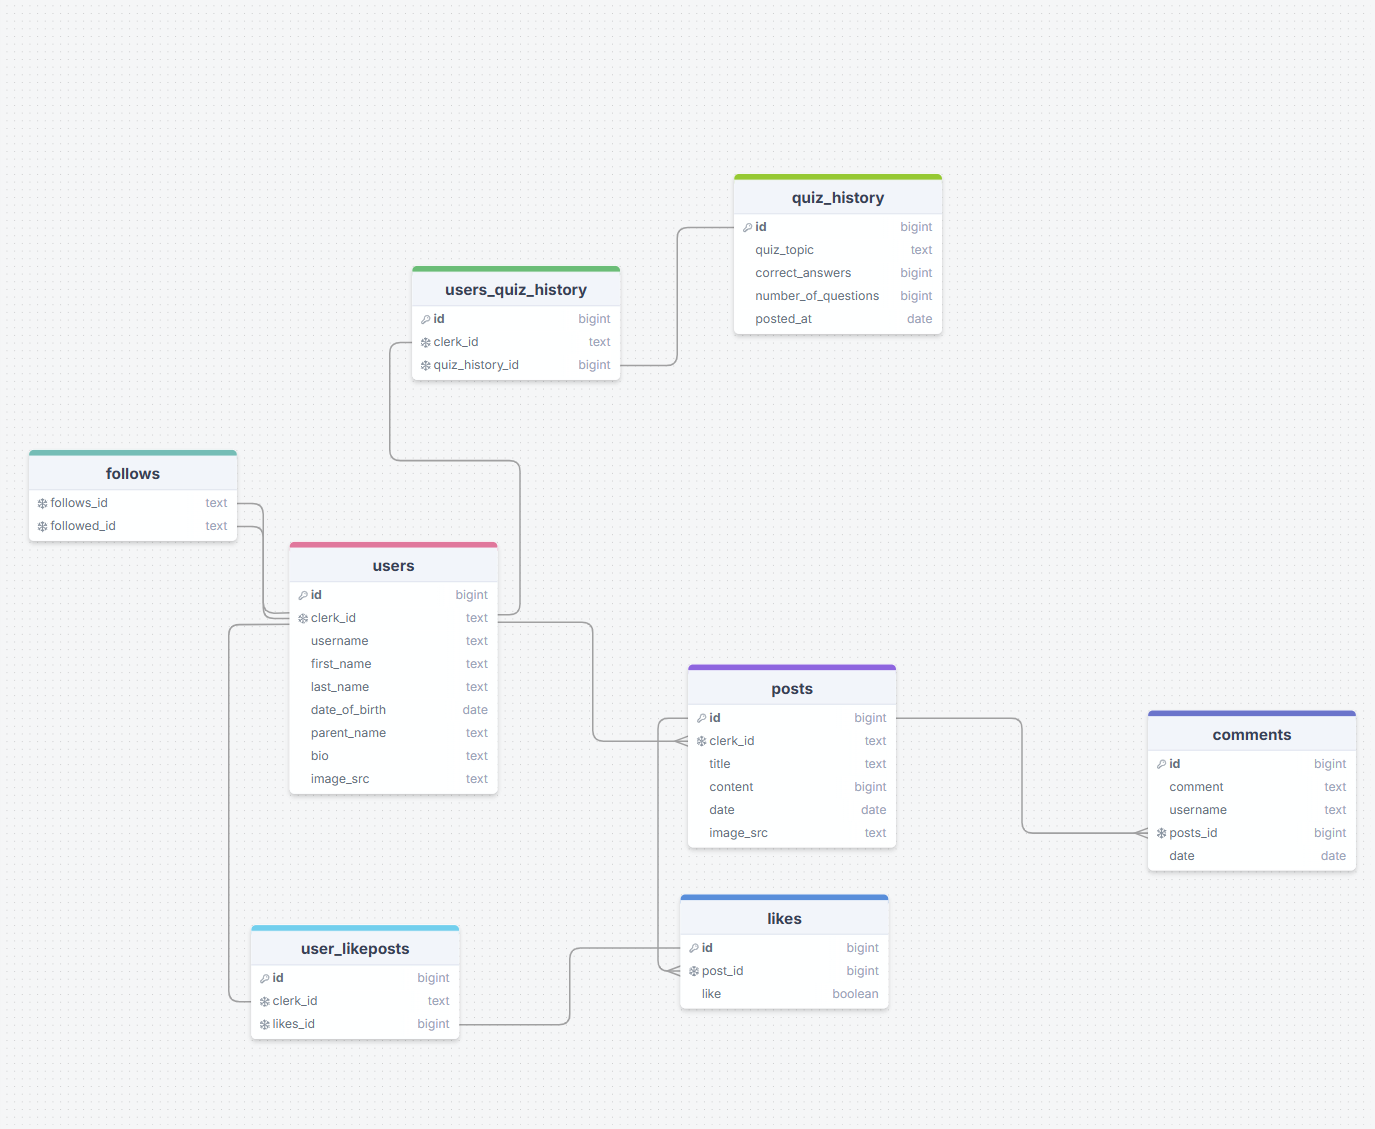 quiz_history
id bigint
quiz_topic text
correct_answers bigint
number_of_questions bigint
posted_at date
users_quiz_history
id bigint
clerk_id text
quiz_history_id bigint
follows
follows_id text
followed_id text
users
id bigint
clerk_id text
username text
first_name text
last_name text
date_of_birth date
parent_name text
bio text
image_src text
posts
id bigint
clerk_id text
title text
content bigint
date date
image_src text
comments
id bigint
comment text
username text
posts_id bigint
date date
likes
id bigint
post_id bigint
like boolean
user_likeposts
id bigint
clerk_id text
likes_id bigint